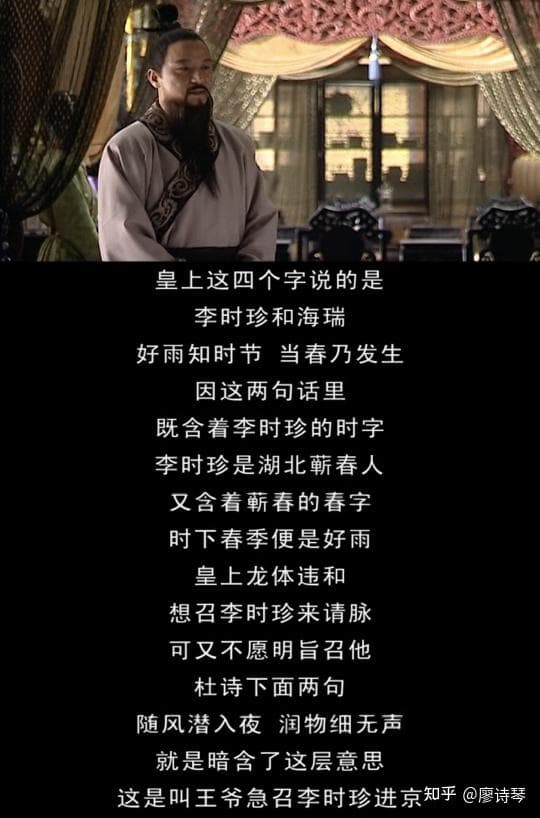 皇上这四个字说的是
李时珍和海瑞
好雨知时节 当春乃发生
因这两句话里
既含着李时珍的时字
李时珍是湖北蕲春人
又含着蕲春的春字
时下春季便是好雨
皇上龙体违和
想召李时珍来请脉
可又不愿明旨召他
杜诗下面两句
随风潜入夜 润物细无声
就是暗含了这层意思
这是叫王爷急召李时珍进京
知乎 @廖诗琴